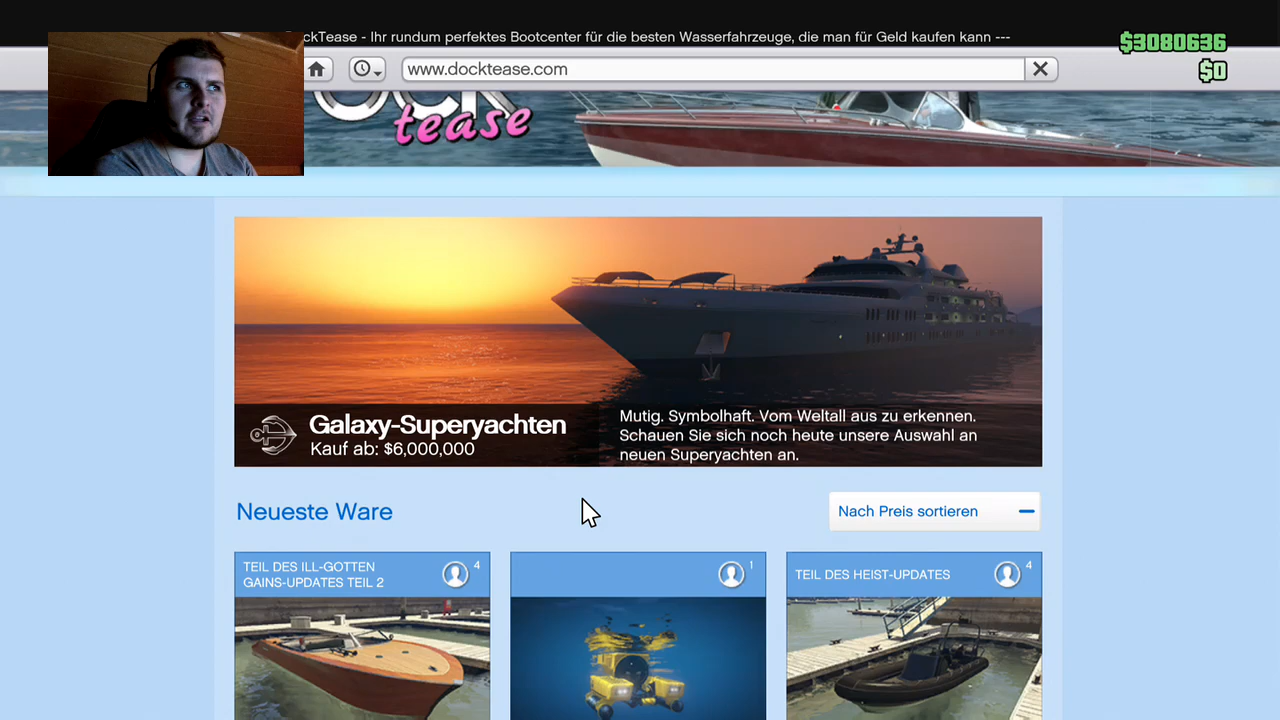 ckTease - Ihr rundum perfektes Bootcenter für die besten Wasserfahrzeuge, die man für Geld kaufen kann ---
$3080636
$0
www.docktease.com
tease
Galaxy-Superyachten
Kauf ab: $6,000,000
Mutig. Symbolhaft. Vom Weltall aus zu erkennen.
Schauen Sie sich noch heute unsere Auswahl an
neuen Superyachten an.
Neueste Ware
Nach Preis sortieren
TEIL DES ILL-GOTTEN
GAINS-UPDATES TEIL 2
4
1
TEIL DES HEIST-UPDATES
4